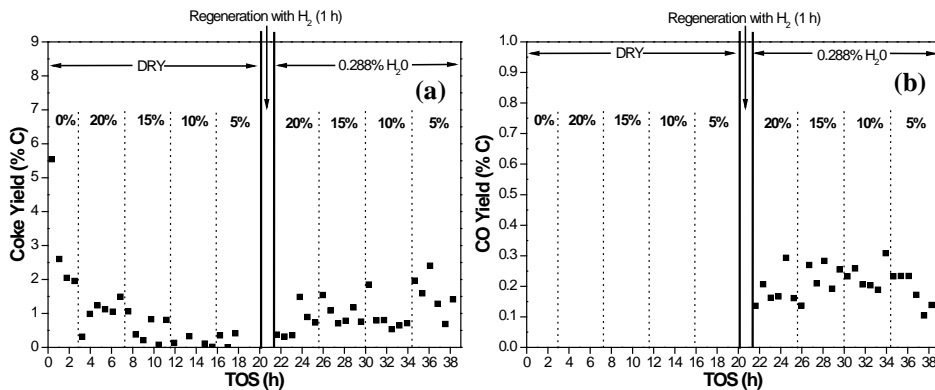 Regeneration with H2 (1 h)
DRY
0.288% H20
(a)
0% 20% 15% 10% 5% 20% 15% 10% 5%
9
8
7
6
5
4
3
2
1
0
Coke Yield (% C)
0 2 4 6 8 10 12 14 16 18 20 22 24 26 28 30 32 34 36 38
TOS (h)
Regeneration with H2 (1 h)
DRY
0.288% H20
(b)
0% 20% 15% 10% 5% 20% 15% 10% 5%
1.0
0.9
0.8
0.7
0.6
0.5
0.4
0.3
0.2
0.1
0.0
CO Yield (% C)
0 2 4 6 8 10 12 14 16 18 20 22 24 26 28 30 32 34 36 38
TOS (h)